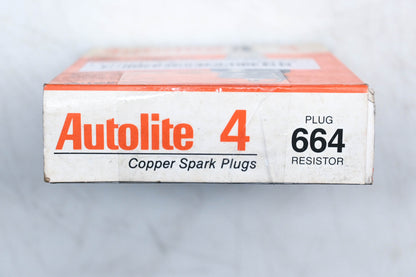 Autolite 4
Copper Spark Plugs
PLUG
664
RESISTOR